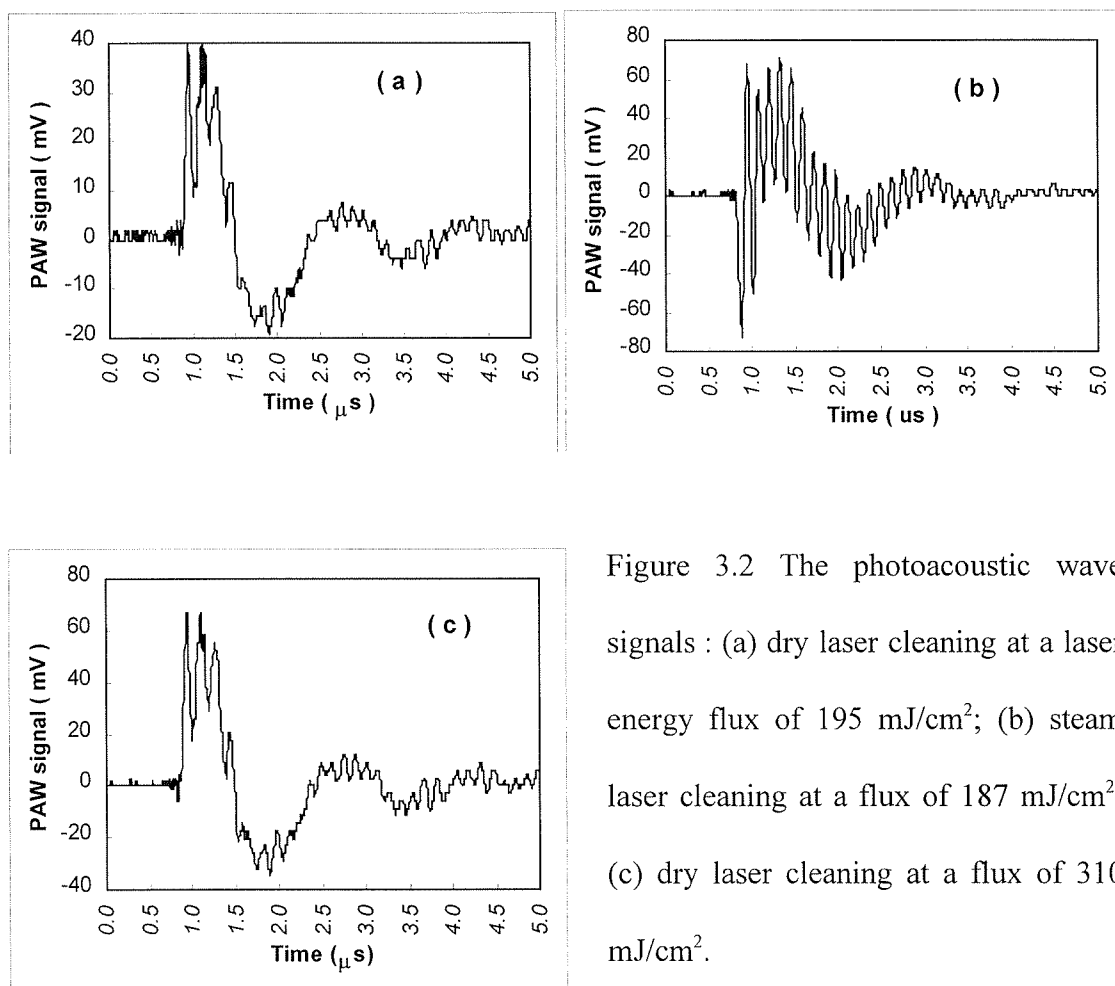 ( a )
PAW signal ( mV )
40
30
20
10
0
-10
-20
0.0 0.5 1.0 1.5 2.0 2.5 3.0 3.5 4.0 4.5 5.0
Time ( μs )
( b )
PAW signal ( mV )
80
60
40
20
0
-20
-40
-60
-80
0.0 0.5 1.0 1.5 2.0 2.5 3.0 3.5 4.0 4.5 5.0
Time ( us )
( c )
PAW signal ( mV )
80
60
40
20
0
-20
-40
0.0 0.5 1.0 1.5 2.0 2.5 3.0 3.5 4.0 4.5 5.0
Time (μs)
Figure 3.2 The photoacoustic wave
signals : (a) dry laser cleaning at a laser
energy flux of 195 mJ/cm²; (b) steam
laser cleaning at a flux of 187 mJ/cm²
(c) dry laser cleaning at a flux of 310
mJ/cm².